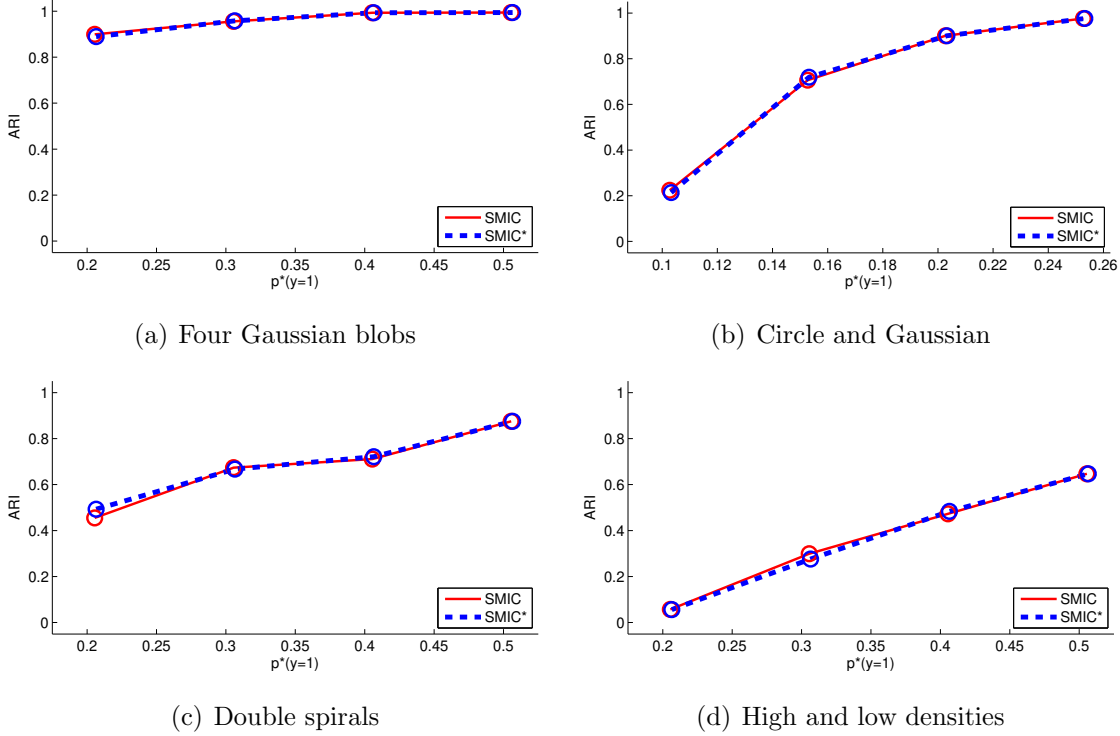 1
0.8
0.6
0.4
0.2
0
ARI
SMIC
SMIC*
0.2 0.25 0.3 0.35 0.4 0.45 0.5
p*(y=1)
(a) Four Gaussian blobs
1
0.8
0.6
0.4
0.2
0
ARI
SMIC
SMIC*
0.1 0.12 0.14 0.16 0.18 0.2 0.22 0.24 0.26
p*(y=1)
(b) Circle and Gaussian
1
0.8
0.6
0.4
0.2
0
ARI
SMIC
SMIC*
0.2 0.25 0.3 0.35 0.4 0.45 0.5
p*(y=1)
(c) Double spirals
1
0.8
0.6
0.4
0.2
0
ARI
SMIC
SMIC*
0.2 0.25 0.3 0.35 0.4 0.45 0.5
p*(y=1)
(d) High and low densities